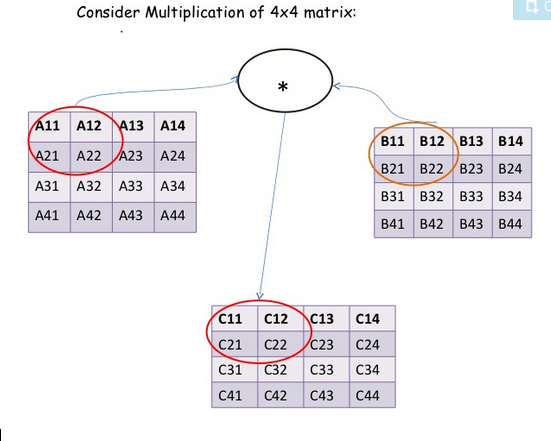 Consider Multiplication of 4x4 matrix:
*
A11 A12 A13 A14
A21 A22 A23 A24
A31 A32 A33 A34
A41 A42 A43 A44
B11 B12 B13 B14
B21 B22 B23 B24
B31 B32 B33 B34
B41 B42 B43 B44
C11 C12 C13 C14
C21 C22 C23 C24
C31 C32 C33 C34
C41 C42 C43 C44